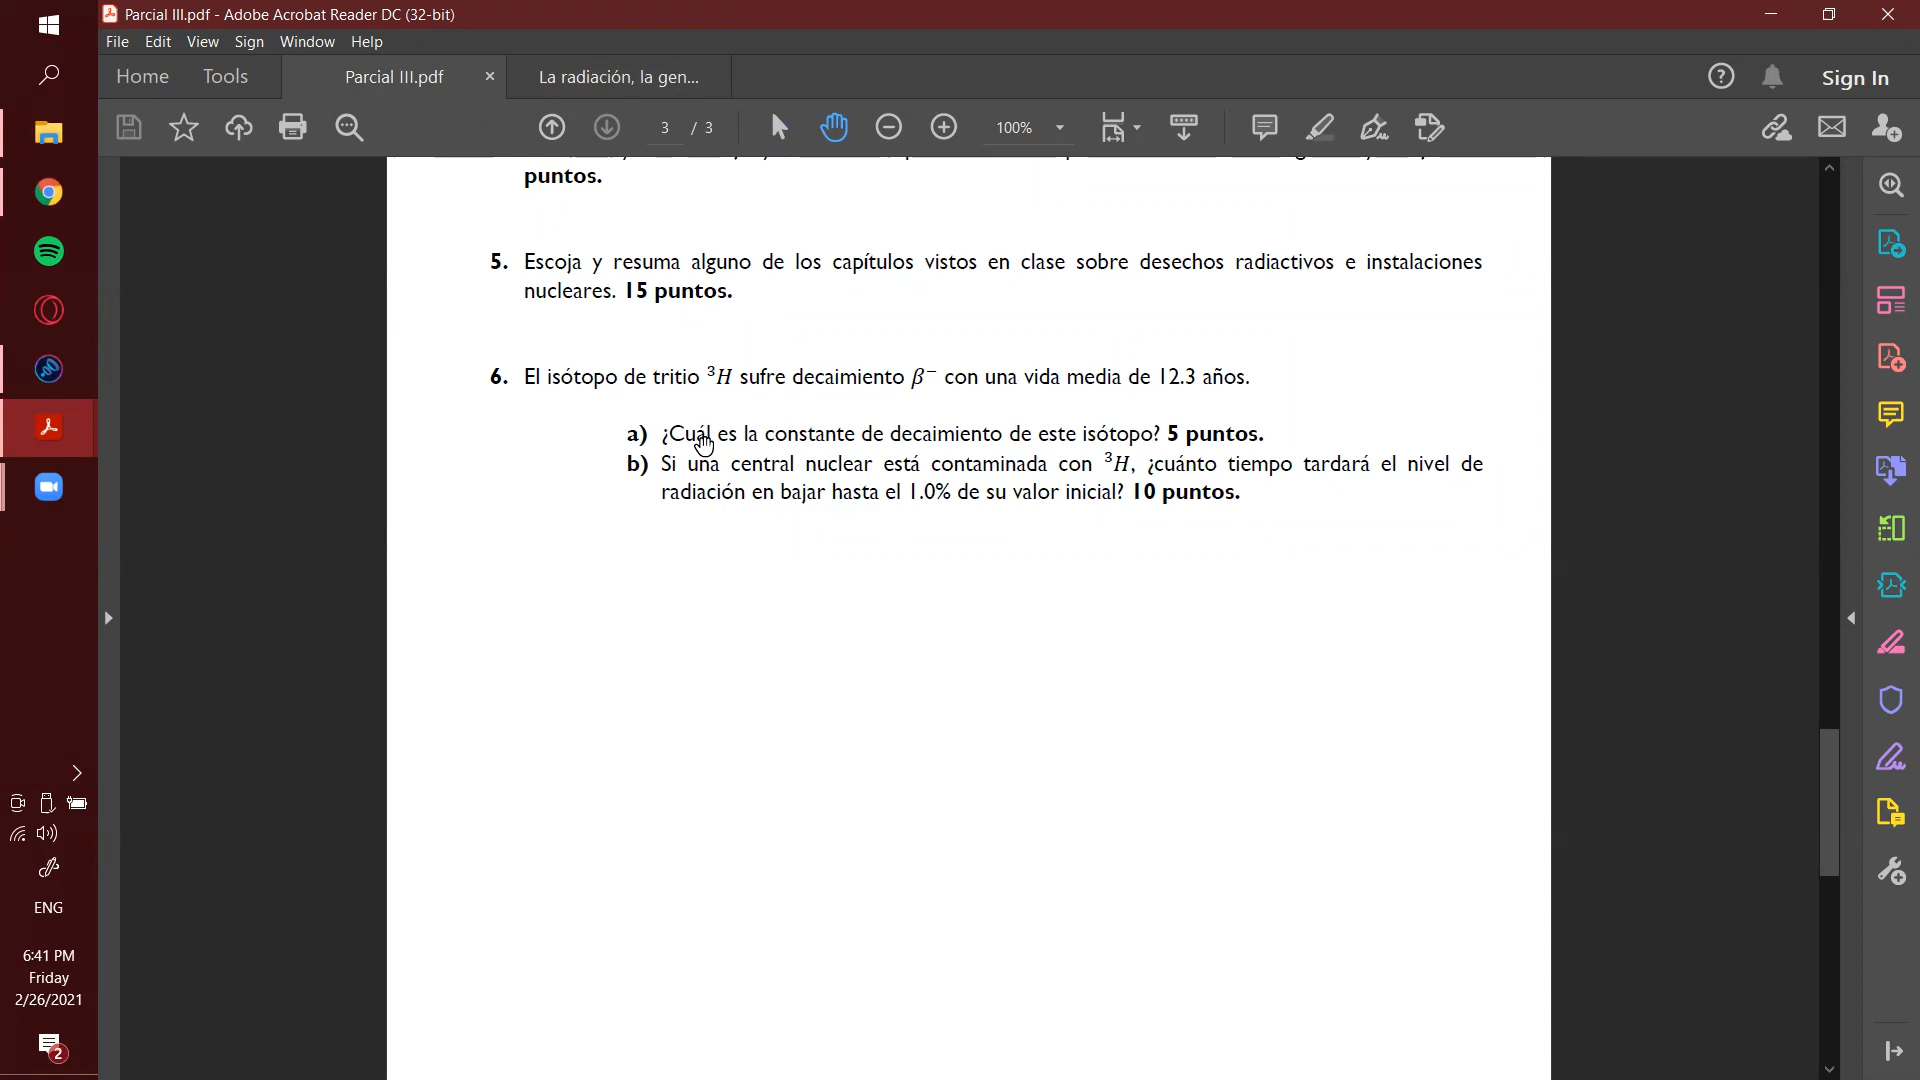 Parcial III.pdf - Adobe Acrobat Reader DC (32-bit)
File Edit View Sign Window Help
Home Tools Parcial III.pdf × La radiación, la gen... Sign In
3 / 3 100%
puntos.
5. Escoja y resuma alguno de los capítulos vistos en clase sobre desechos radiactivos e instalaciones
nucleares. 15 puntos.
6. El isótopo de tritio ³H sufre decaimiento β⁻ con una vida media de 12.3 años.
a) ¿Cuál es la constante de decaimiento de este isótopo? 5 puntos.
b) Si una central nuclear está contaminada con ³H, ¿cuánto tiempo tardará el nivel de
radiación en bajar hasta el 1.0% de su valor inicial? 10 puntos.
ENG
6:41 PM
Friday
2/26/2021
2